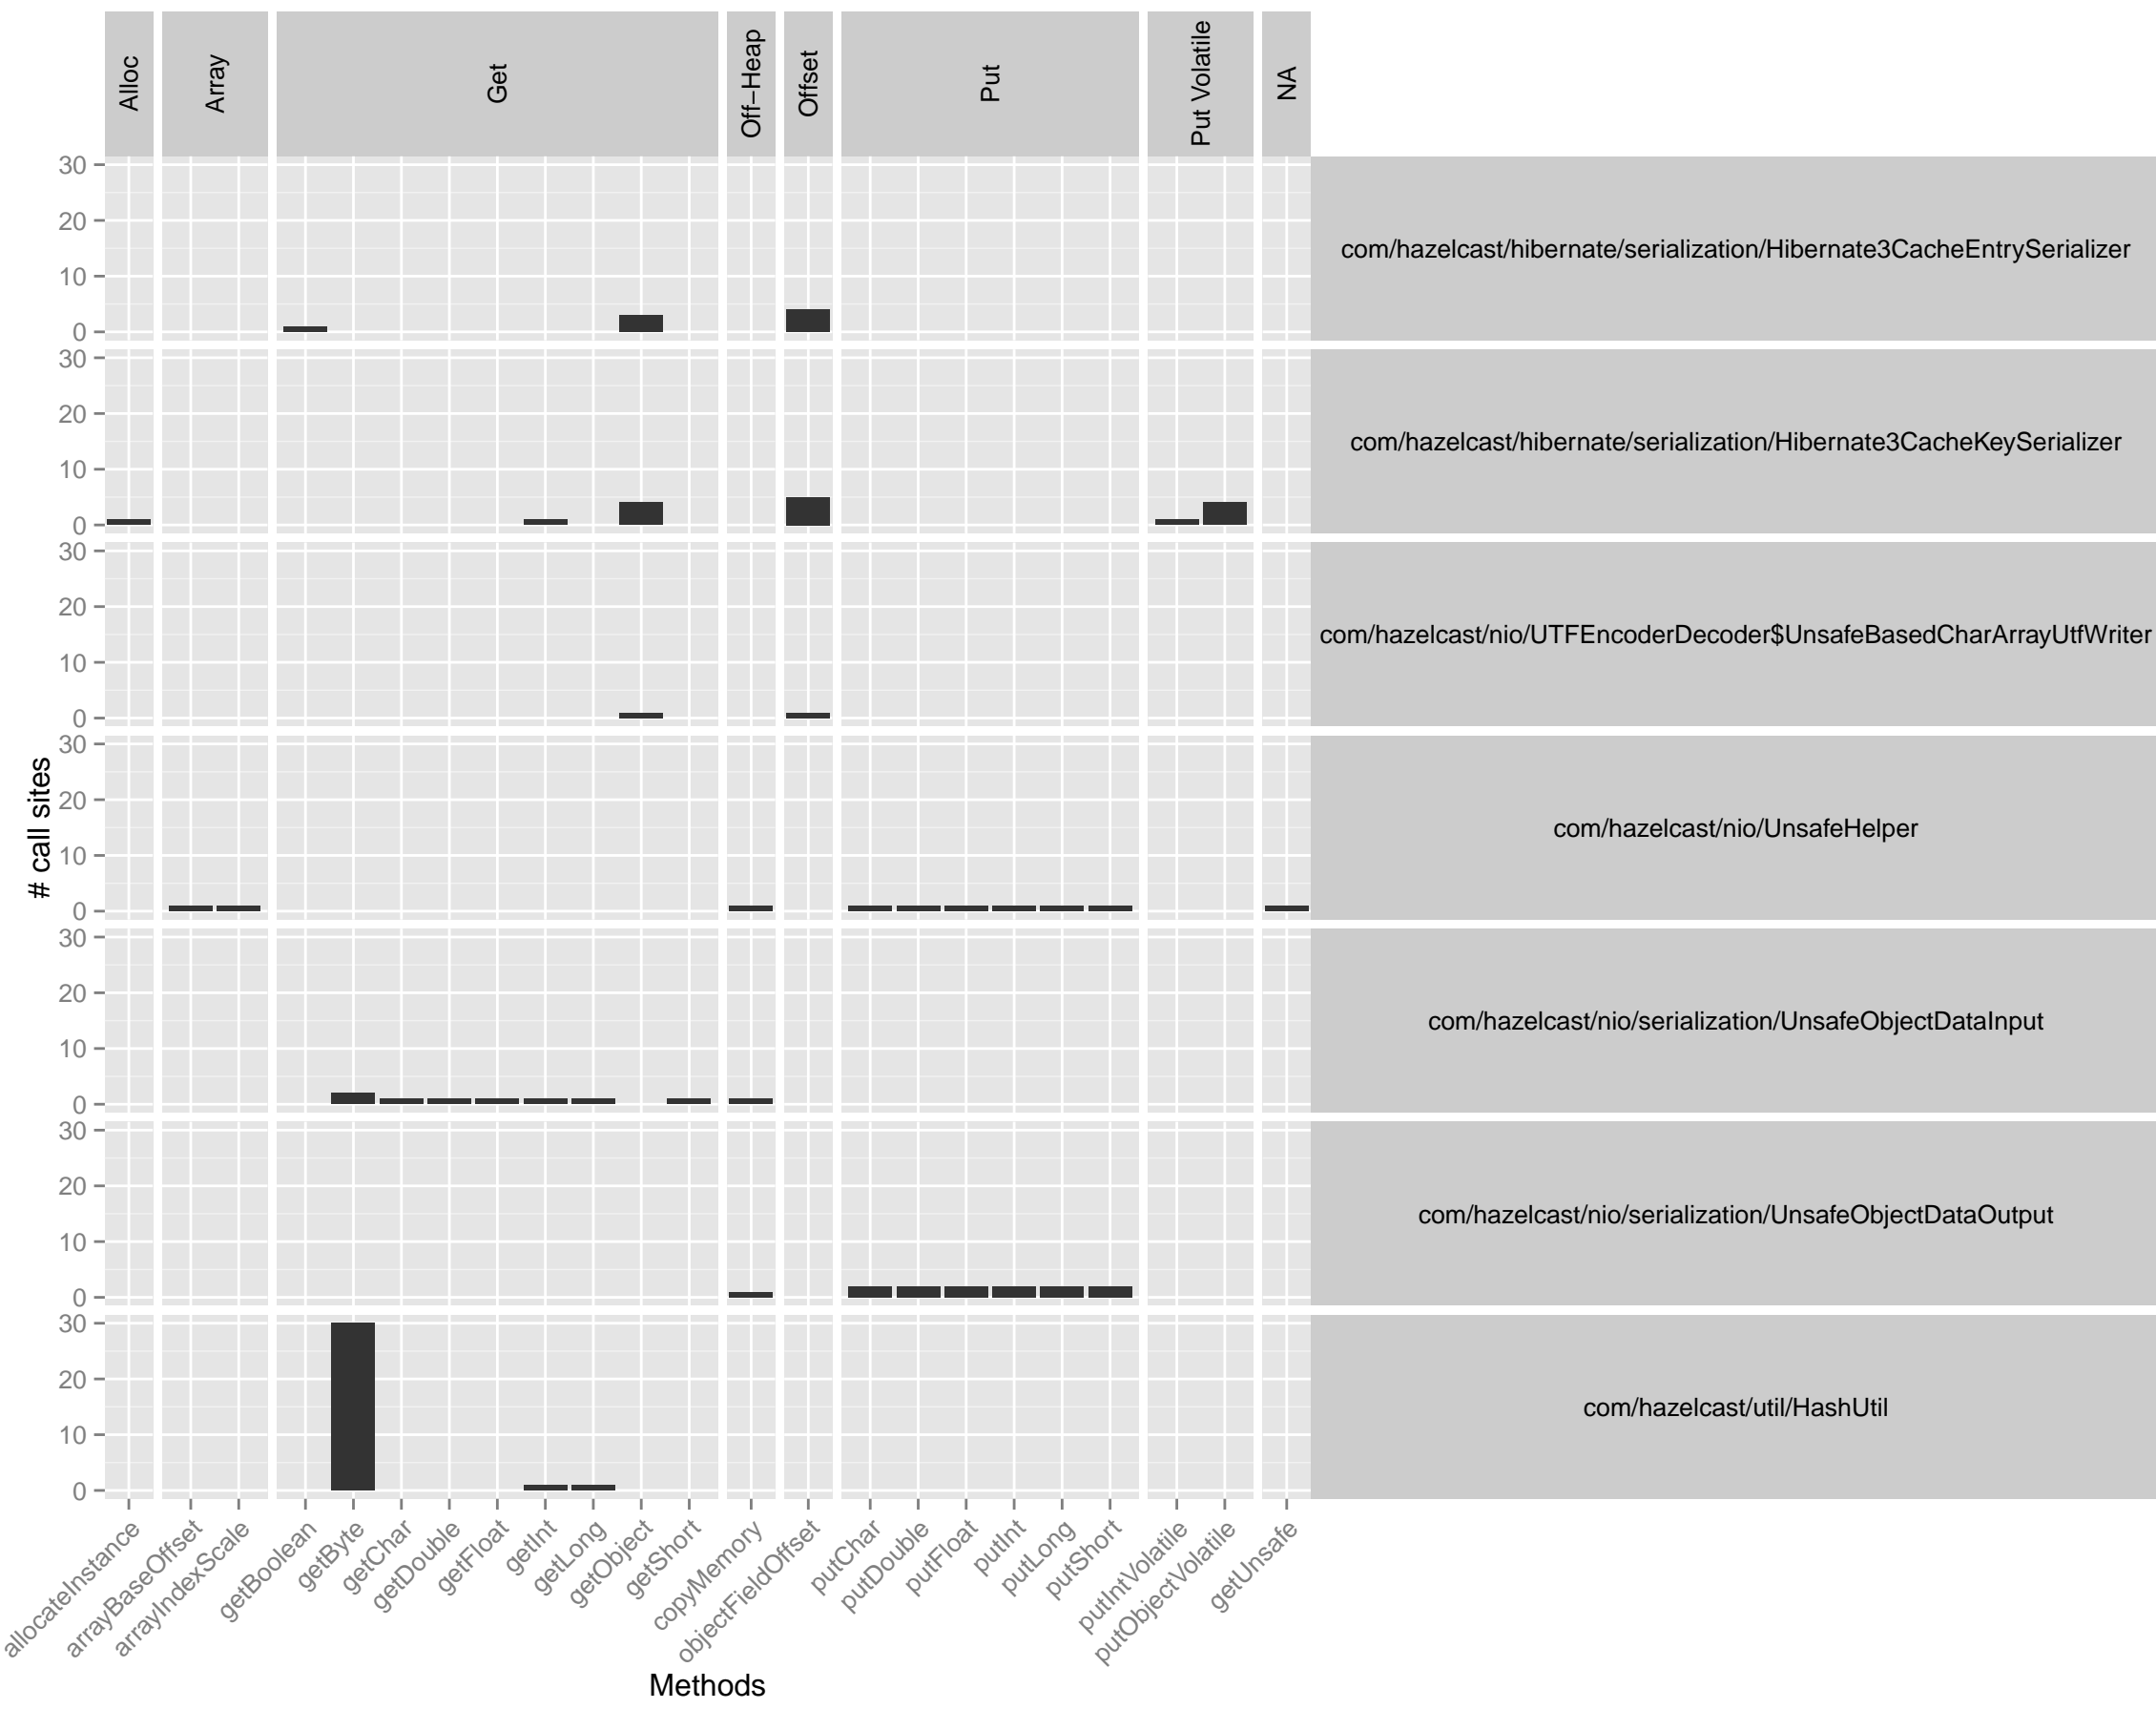 Alloc
Array
Get
Off−Heap
Offset
Put
Put Volatile
NA
30
20
10
0
com/hazelcast/hibernate/serialization/Hibernate3CacheEntrySerializer
30
20
10
0
com/hazelcast/hibernate/serialization/Hibernate3CacheKeySerializer
30
20
10
0
com/hazelcast/nio/UTFEncoderDecoder$UnsafeBasedCharArrayUtfWriter
30
20
10
0
com/hazelcast/nio/UnsafeHelper
30
20
10
0
com/hazelcast/nio/serialization/UnsafeObjectDataInput
30
20
10
0
com/hazelcast/nio/serialization/UnsafeObjectDataOutput
30
20
10
0
com/hazelcast/util/HashUtil
# call sites
allocateInstance
arrayBaseOffset
arrayIndexScale
getBoolean
getByte
getChar
getDouble
getFloat
getInt
getLong
getObject
getShort
copyMemory
objectFieldOffset
putChar
putDouble
putFloat
putInt
putLong
putShort
putIntVolatile
putObjectVolatile
getUnsafe
Methods